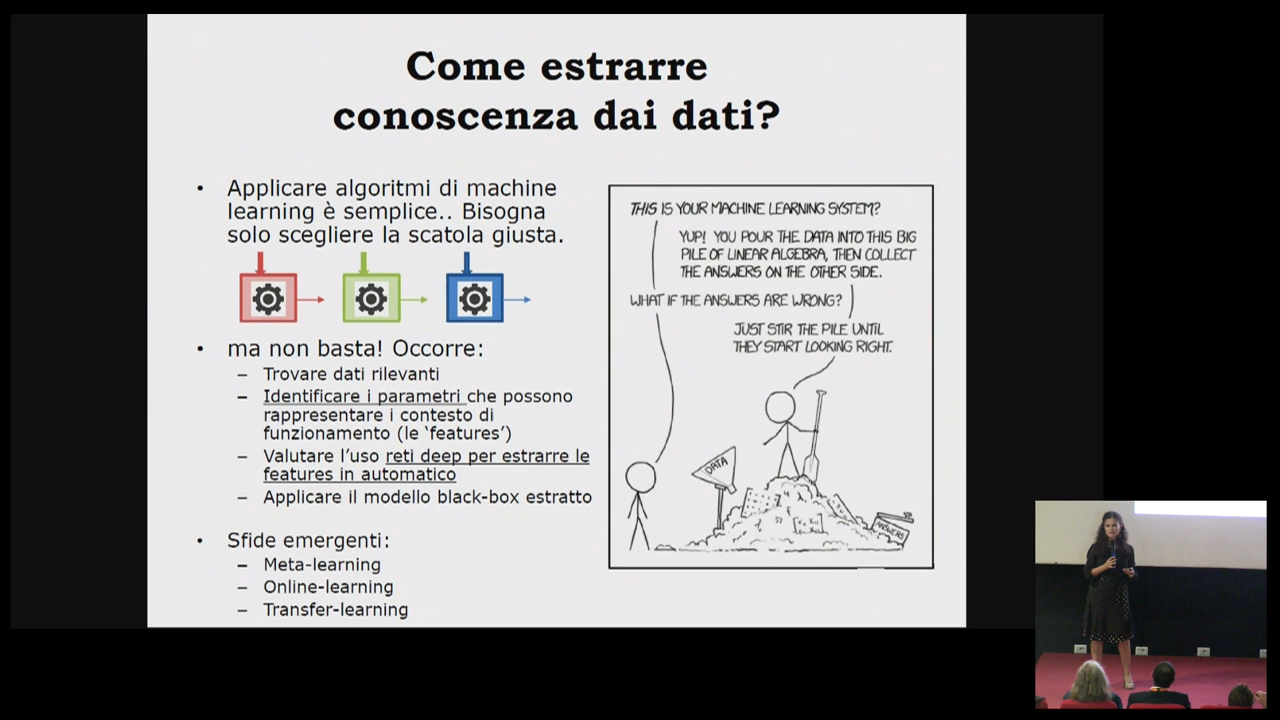 Come estrarre
conoscenza dai dati?
• Applicare algoritmi di machine
learning è semplice.. Bisogna
solo scegliere la scatola giusta.
• ma non basta! Occorre:
– Trovare dati rilevanti
– Identificare i parametri che possono
rappresentare i contesto di
funzionamento (le ‘features’)
– Valutare l’uso reti deep per estrarre le
features in automatico
– Applicare il modello black-box estratto
• Sfide emergenti:
– Meta-learning
– Online-learning
– Transfer-learning
THIS IS YOUR MACHINE LEARNING SYSTEM?
YUP! YOU POUR THE DATA INTO THIS BIG
PILE OF LINEAR ALGEBRA, THEN COLLECT
THE ANSWERS ON THE OTHER SIDE.
WHAT IF THE ANSWERS ARE WRONG?
JUST STIR THE PILE UNTIL
THEY START LOOKING RIGHT.
DATA
ANSWERS